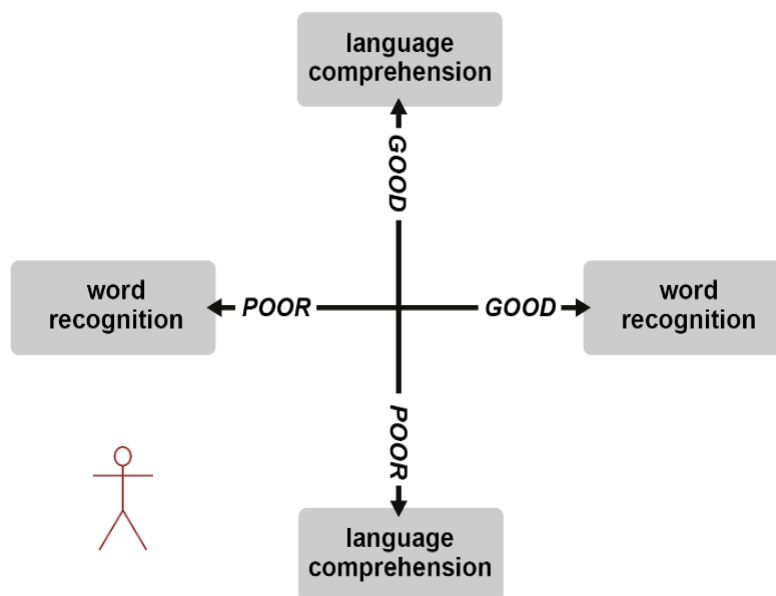 language
comprehension
GOOD
word
recognition
POOR
GOOD
word
recognition
POOR
language
comprehension